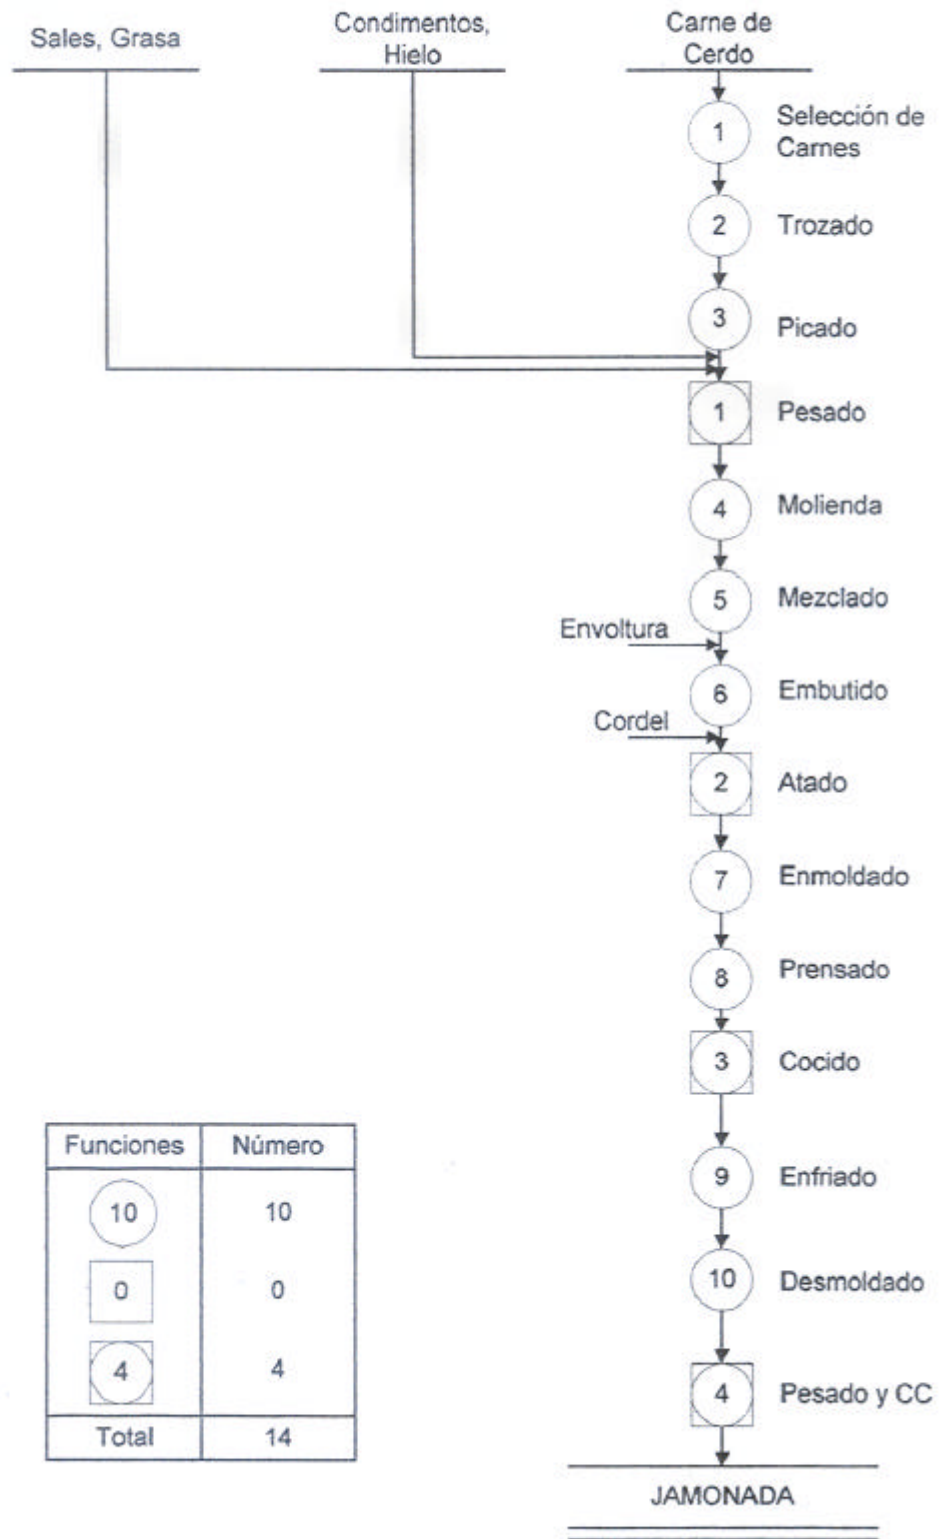 Sales, Grasa
Condimentos,
Hielo
Carne de
Cerdo
1
Selección de
Carnes
2
Trozado
3
Picado
1
Pesado
4
Molienda
5
Mezclado
Envoltura
6
Embutido
Cordel
2
Atado
7
Enmoldado
8
Prensado
3
Cocido
9
Enfriado
10
Desmoldado
4
Pesado y CC
JAMONADA
Funciones Número
10 10
0 0
4 4
Total 14